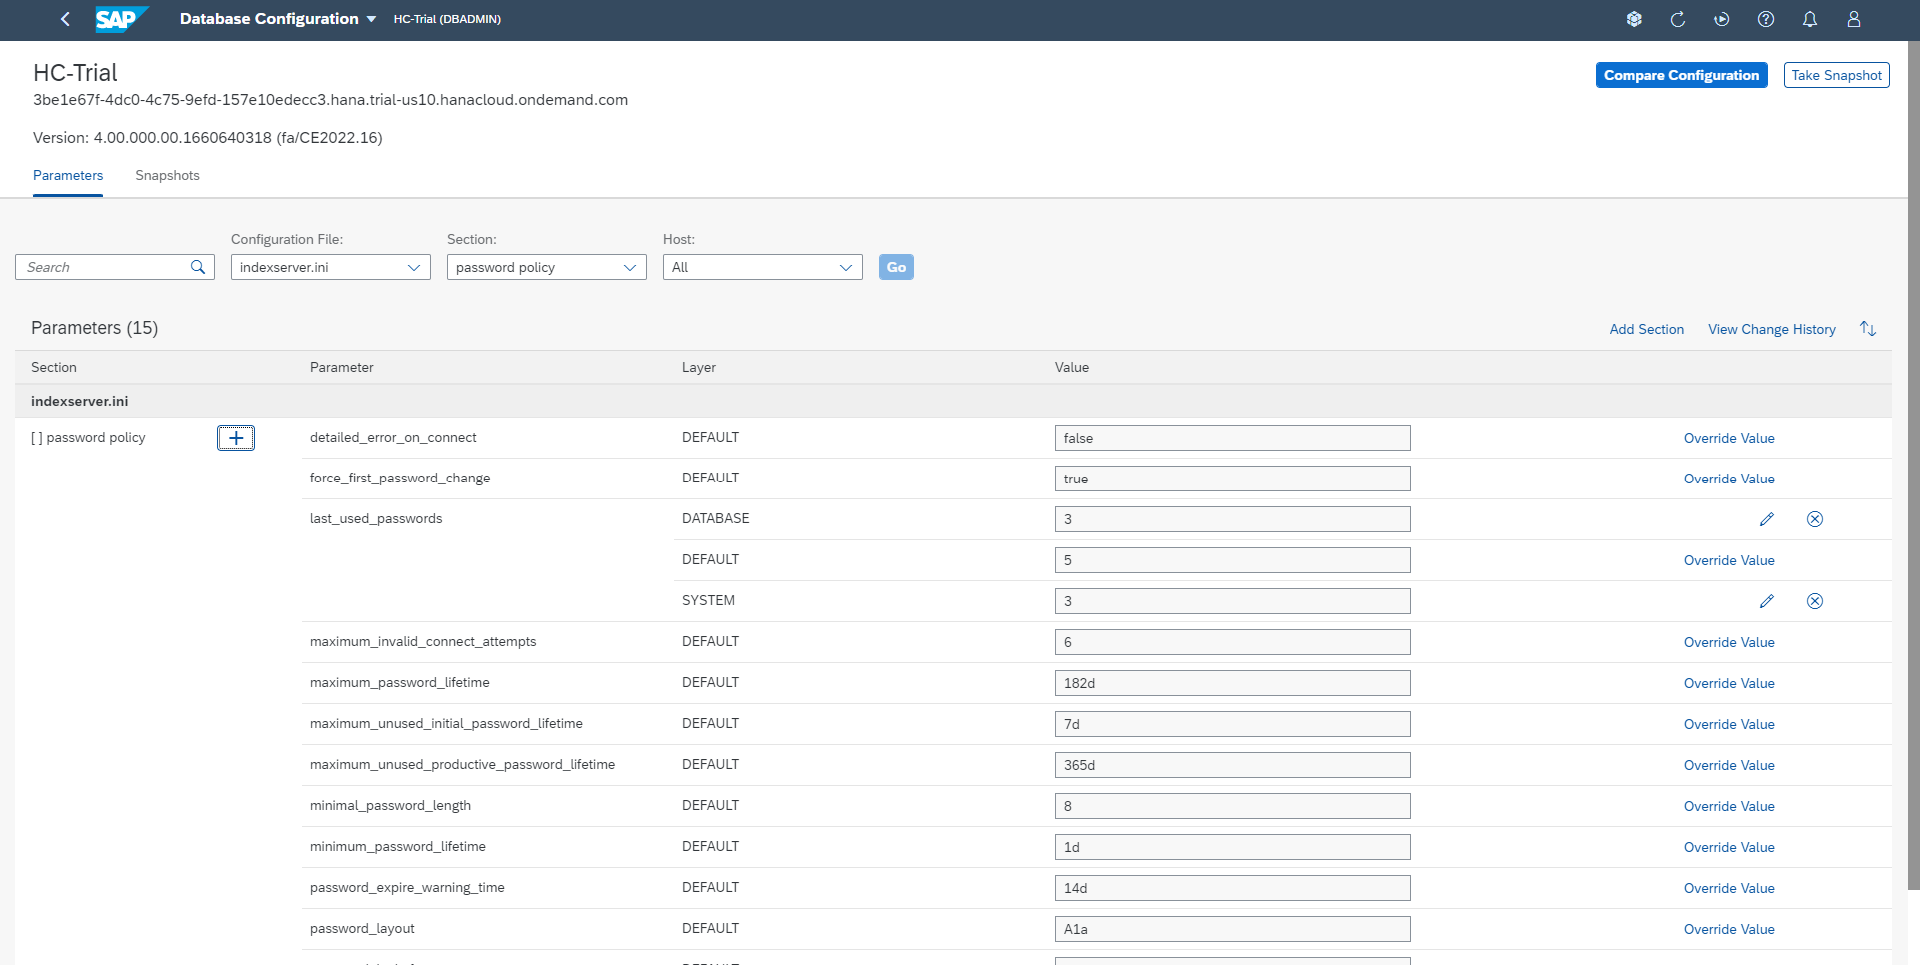 SAP Database Configuration HC-Trial (DBADMIN)
HC-Trial
Compare Configuration Take Snapshot
3be1e67f-4dc0-4c75-9efd-157e10edecc3.hana.trial-us10.hanacloud.ondemand.com
Version: 4.00.000.00.1660640318 (fa/CE2022.16)
Parameters Snapshots
Configuration File: Section: Host:
Search indexserver.ini password policy All Go
Parameters (15) Add Section View Change History
Section Parameter Layer Value
indexserver.ini
[ ] password policy detailed_error_on_connect DEFAULT false Override Value
force_first_password_change DEFAULT true Override Value
last_used_passwords DATABASE 3
DEFAULT 5 Override Value
SYSTEM 3
maximum_invalid_connect_attempts DEFAULT 6 Override Value
maximum_password_lifetime DEFAULT 182d Override Value
maximum_unused_initial_password_lifetime DEFAULT 7d Override Value
maximum_unused_productive_password_lifetime DEFAULT 365d Override Value
minimal_password_length DEFAULT 8 Override Value
minimum_password_lifetime DEFAULT 1d Override Value
password_expire_warning_time DEFAULT 14d Override Value
password_layout DEFAULT A1a Override Value